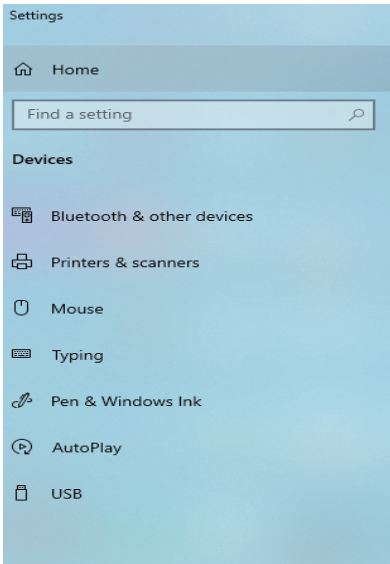 Settings
Home
Find a setting
Devices
Bluetooth & other devices
Printers & scanners
Mouse
Typing
Pen & Windows Ink
AutoPlay
USB